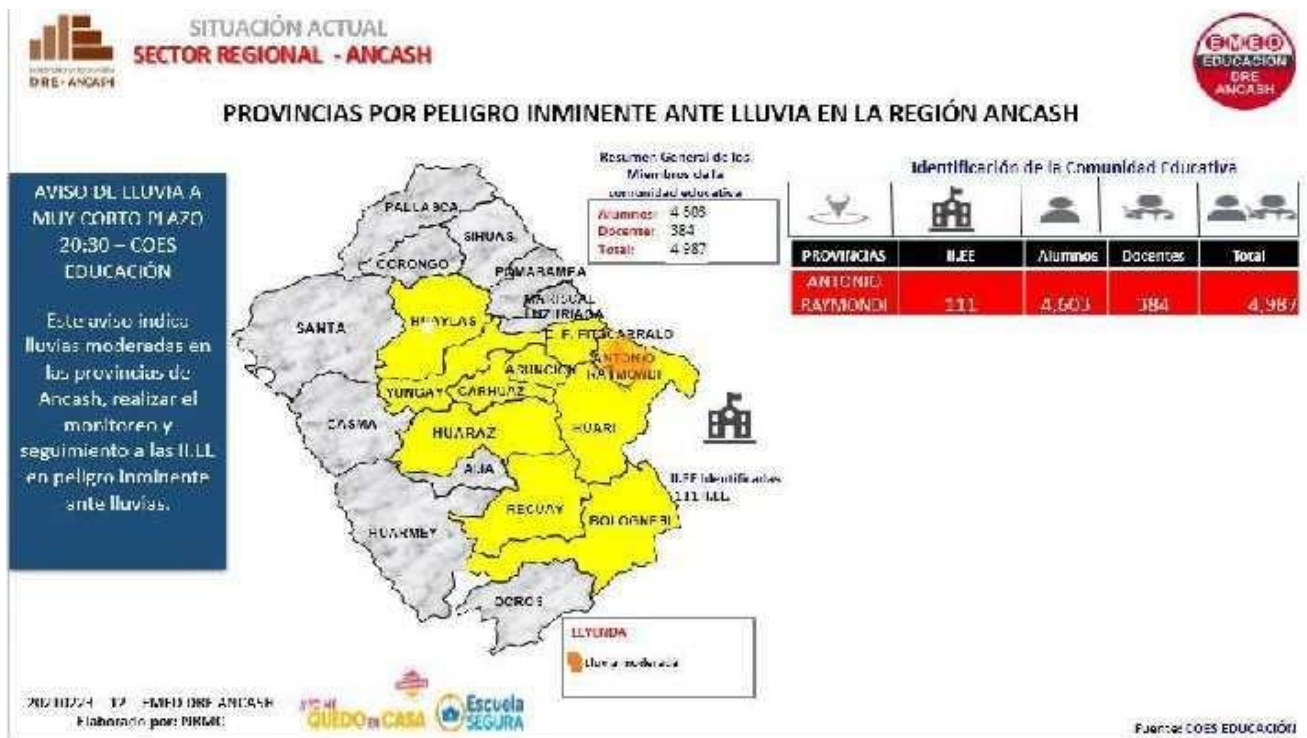 SITUACIÓN ACTUAL
SECTOR REGIONAL - ANCASH
DRE - ANCASH
EMED
EDUCACION
DRE
ANCASH
PROVINCIAS POR PELIGRO INMINENTE ANTE LLUVIA EN LA REGIÓN ANCASH
AVISO DE LLUVIA A
MUY CORTO PLAZO
20:30 – COES
EDUCACIÓN
Este aviso indica
lluvias moderadas en
las provincias de
Ancash, realizar el
monitoreo y
seguimiento a las II.EE
en peligro inminente
ante lluvias.
Resumen General de los
Miembros de la
comunidad educativa
Alumnos: 4 603
Docente: 384
Total: 4 987
Identificación de la Comunidad Educativa
PROVINCIAS II.EE Alumnos Docentes Total
ANTONIO
RAYMONDI 111 4,603 384 4,987
PALLASCA
SIHUAS
CORONGO
POMABAMBA
MARISCAL
LUZURIAGA
SANTA
HUAYLAS
C. F. FITZCARRALD
ANTONIO
RAYMONDI
ASUNCION
YUNGAY
CARHUAZ
CASMA
HUARAZ
HUARI
AIJA
II.EE Identificadas
111 II.EE.
RECUAY
BOLOGNESI
HUARMEY
OCROS
LEYENDA
Lluvia moderada
EMED DRE ANCASH
Elaborado por: NRMC
YO ME
QUEDO EN CASA
Escuela
SEGURA
Fuente: COES EDUCACIÓN